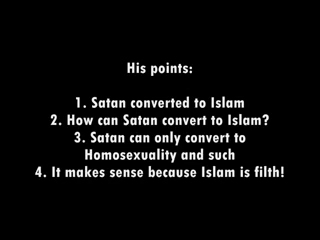 His points:
1. Satan converted to Islam
2. How can Satan convert to Islam?
3. Satan can only convert to
Homosexuality and such
4. It makes sense because Islam is filth!